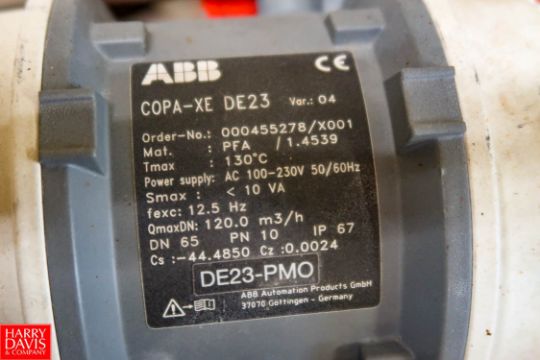 ABB
CE
COPA-XE DE23 Var.: 04
Order-No.: 000455278/X001
Mat. : PFA / 1.4539
Tmax : 130°C
Power supply: AC 100-230V 50/60Hz
Smax : < 10 VA
fexc: 12.5 Hz
QmaxDN: 120.0 m3/h
DN 65 PN 10 IP 67
Cs :-44.4850 Cz :0.0024
DE23-PMO
ABB Automation Products GmbH
37070 Göttingen - Germany
HARRY
DAVIS
& COMPANY